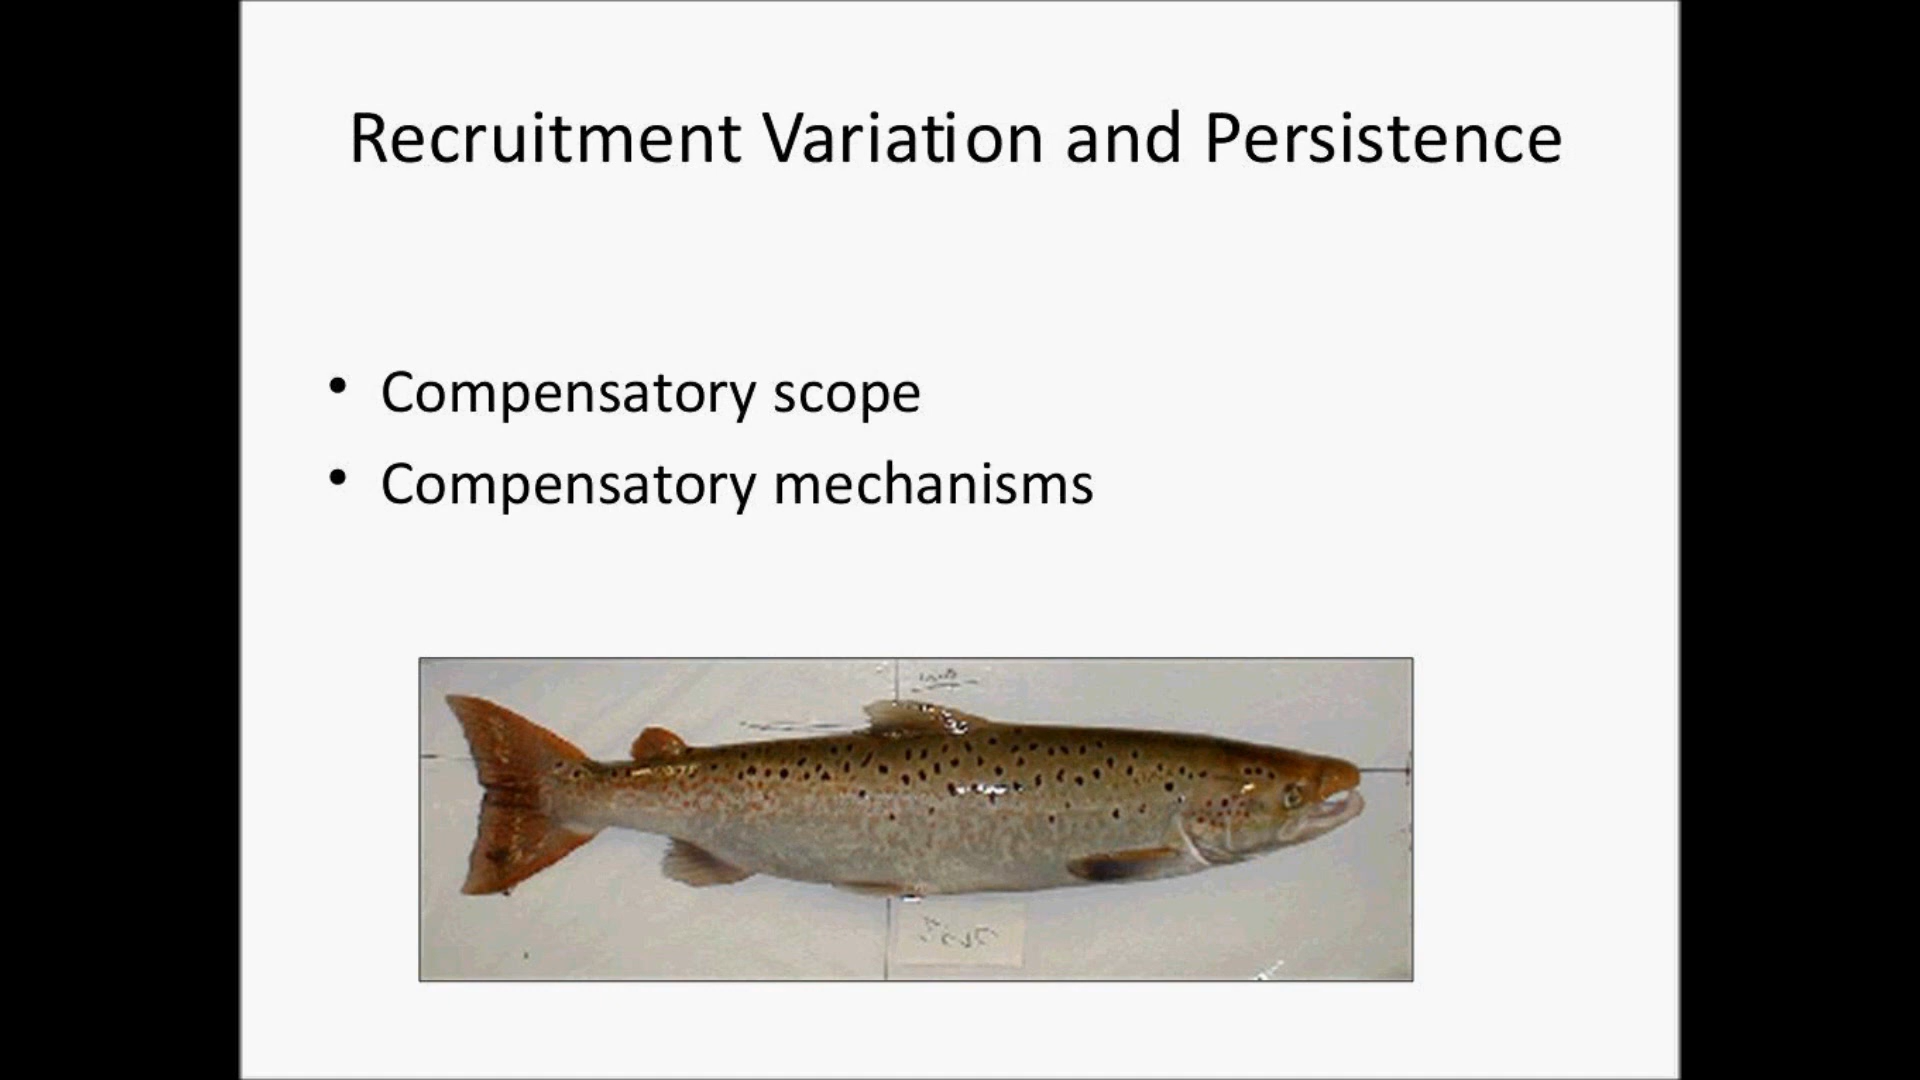 Recruitment Variation and Persistence
• Compensatory scope
• Compensatory mechanisms